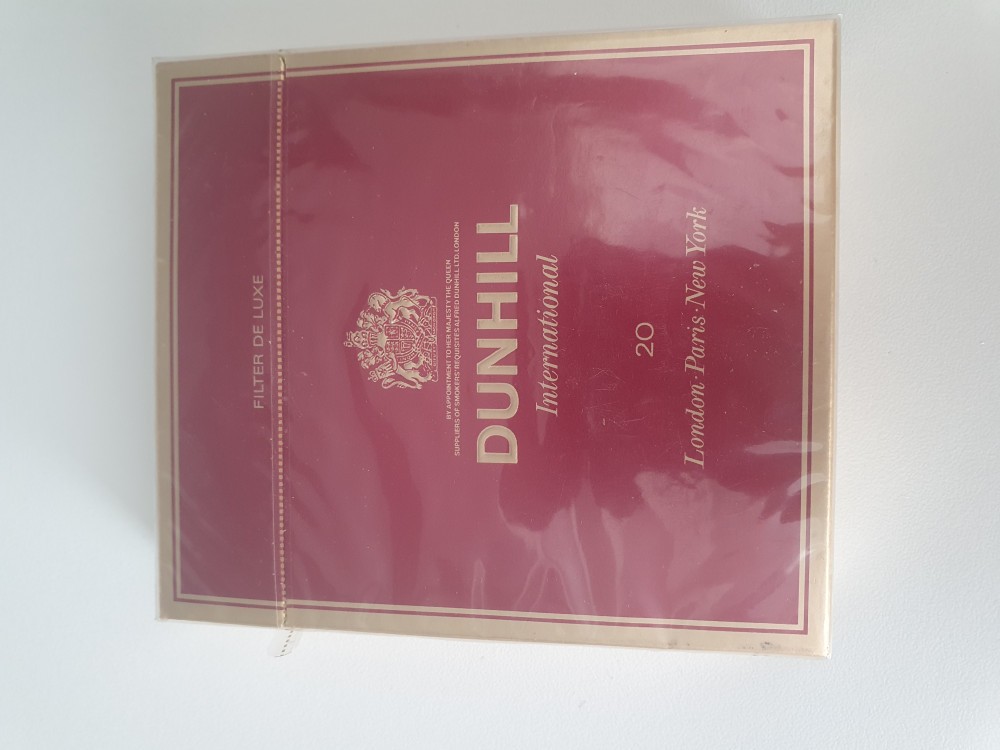 FILTER DE LUXE
BY APPOINTMENT TO HER MAJESTY THE QUEEN
SUPPLIERS OF SMOKERS' REQUISITES ALFRED DUNHILL LTD. LONDON
DUNHILL
International
20
London·Paris·New York